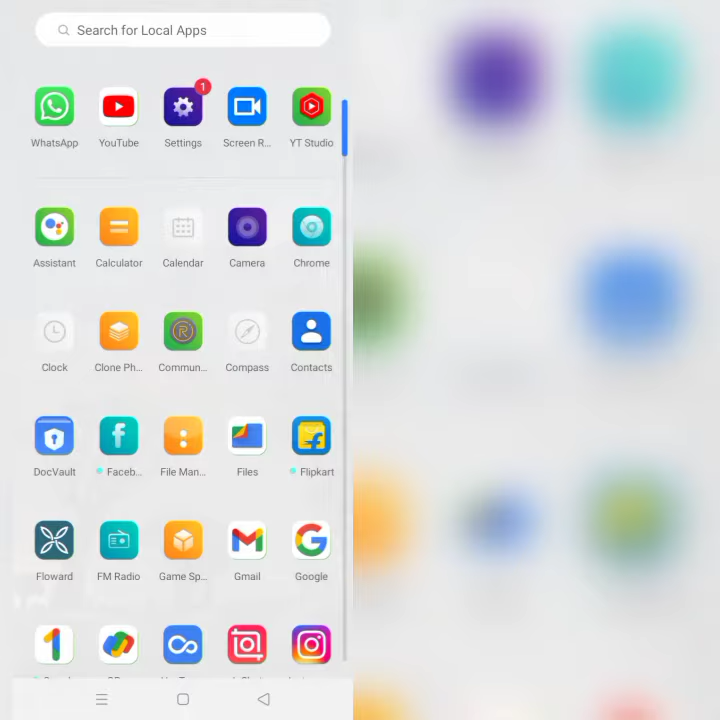 Search for Local Apps
1
WhatsApp YouTube Settings Screen R... YT Studio
Assistant Calculator Calendar Camera Chrome
Clock Clone Ph... Commun... Compass Contacts
DocVault Faceb... File Man... Files Flipkart
Floward FM Radio Game Sp... Gmail Google